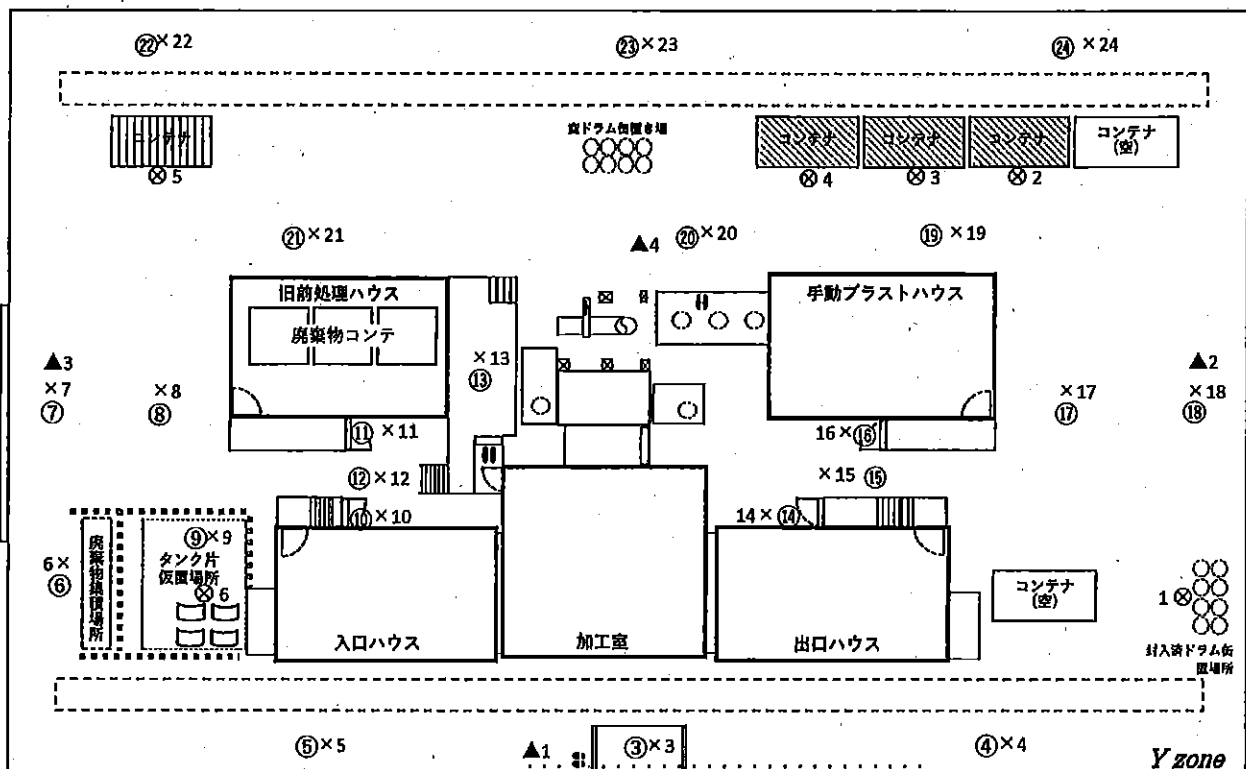 ㉒×22
㉓×23
㉔×24
コンテナ
空ドラム缶置き場
コンテナ
コンテナ
コンテナ
コンテナ
(空)
⊗5
⊗4
⊗3
⊗2
㉑×21
▲4
⑳×20
⑲×19
旧前処理ハウス
廃棄物コンテ
手動ブラストハウス
▲3
×7
⑦
×8
⑧
×13
⑬
×17
⑰
▲2
×18
⑱
⑪×11
16×⑯
⑫×12
×15 ⑮
⑩×10
14×⑭
⑨×9
タンク片
仮置場所
⊗6
6×
⑥
廃棄物集積場所
入口ハウス
加工室
出口ハウス
コンテナ
(空)
1⊗
封入済ドラム缶
置場所
⑤×5
▲1
③×3
④×4
Y zone